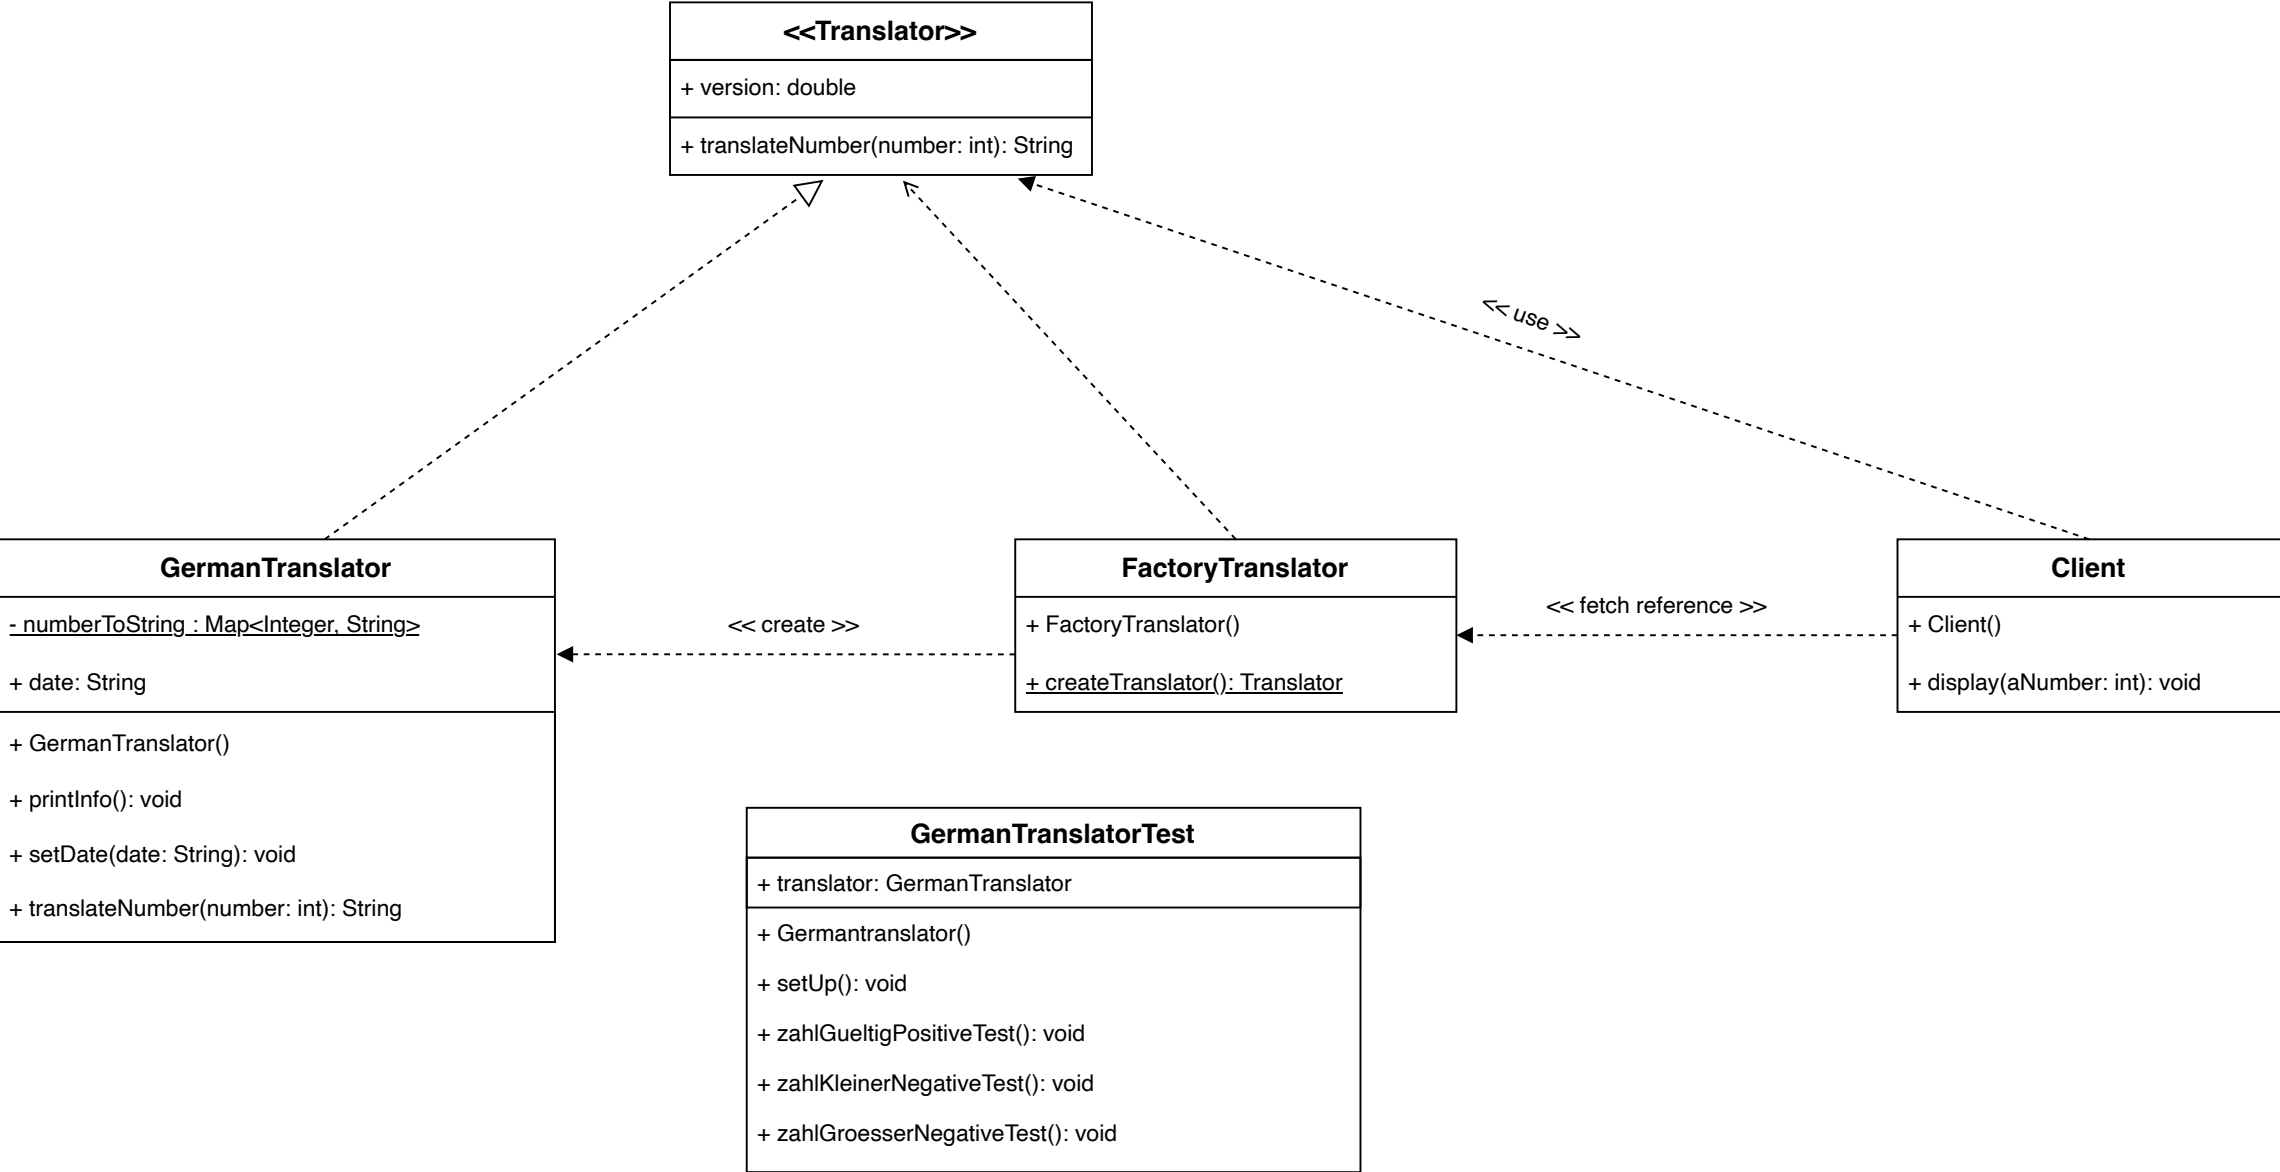 <<Translator>>
+ version: double
+ translateNumber(number: int): String
<< use >>
GermanTranslator
- numberToString : Map<Integer, String>
+ date: String
+ GermanTranslator()
+ printInfo(): void
+ setDate(date: String): void
+ translateNumber(number: int): String
<< create >>
FactoryTranslator
+ FactoryTranslator()
+ createTranslator(): Translator
<< fetch reference >>
Client
+ Client()
+ display(aNumber: int): void
GermanTranslatorTest
+ translator: GermanTranslator
+ Germantranslator()
+ setUp(): void
+ zahlGueltigPositiveTest(): void
+ zahlKleinerNegativeTest(): void
+ zahlGroesserNegativeTest(): void